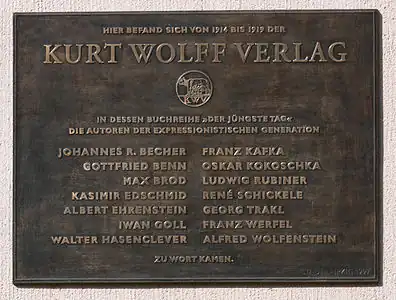 HIER BEFAND SICH VON 1914 BIS 1919 DER
KURT WOLFF VERLAG
IN DESSEN BUCHREIHE »DER JÜNGSTE TAG«
DIE AUTOREN DER EXPRESSIONISTISCHEN GENERATION
JOHANNES R. BECHER FRANZ KAFKA
GOTTFRIED BENN OSKAR KOKOSCHKA
MAX BROD LUDWIG RUBINER
KASIMIR EDSCHMID RENÉ SCHICKELE
ALBERT EHRENSTEIN GEORG TRAKL
IWAN GOLL FRANZ WERFEL
WALTER HASENCLEVER ALFRED WOLFENSTEIN
ZU WORT KAMEN.